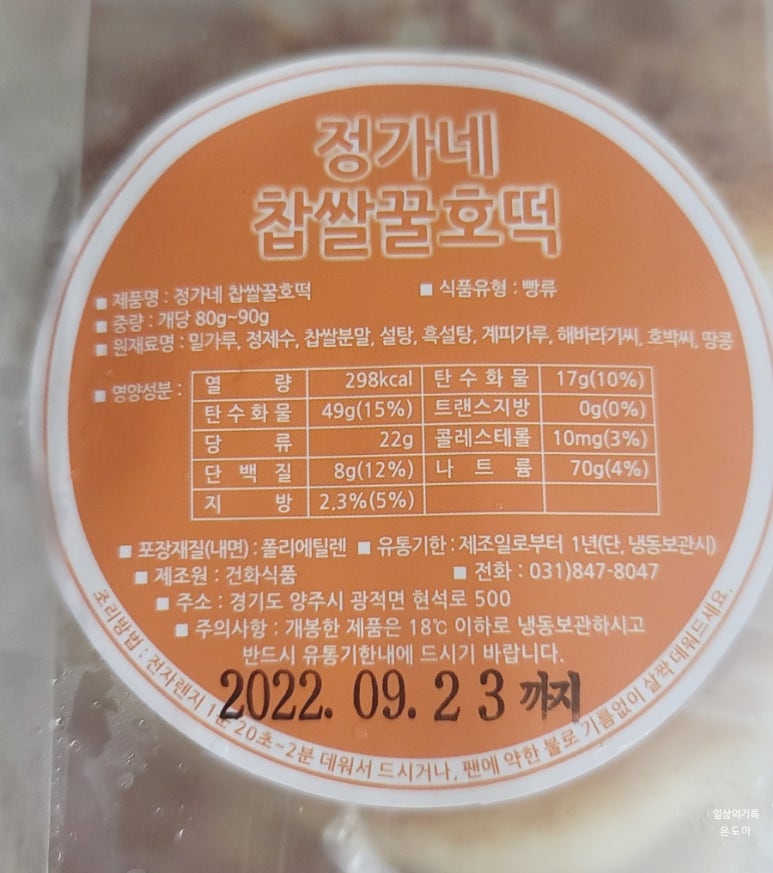 정가네
찹쌀꿀호떡
■ 제품명 : 정가네 찹쌀꿀호떡 ■ 식품유형 : 빵류
■ 중량 : 개당 80g~90g
■ 원재료명 : 밀가루, 정제수, 찹쌀분말, 설탕, 흑설탕, 계피가루, 해바라기씨, 호박씨, 땅콩
■ 영양성분 : 열 량 298kcal 탄 수 화 물 17g(10%)
탄 수 화 물 49g(15%) 트랜스지방 0g(0%)
당 류 22g 콜레스테롤 10mg(3%)
단 백 질 8g(12%) 나 트 륨 70g(4%)
지 방 2.3%(5%)
■ 포장재질(내면) : 폴리에틸렌 ■ 유통기한 : 제조일로부터 1년(단, 냉동보관시)
■ 제조원 : 건화식품 ■ 전화 : 031)847-8047
■ 주소 : 경기도 양주시 광적면 현석로 500
■ 주의사항 : 개봉한 제품은 18℃ 이하로 냉동보관하시고
반드시 유통기한내에 드시기 바랍니다.
2022. 09. 2 3 까지
조리방법 : 전자렌지 1분 20초~2분 데워서 드시거나, 팬에 약한 불로 기름없이 살짝 데워드세요.
일상의기록
은도이